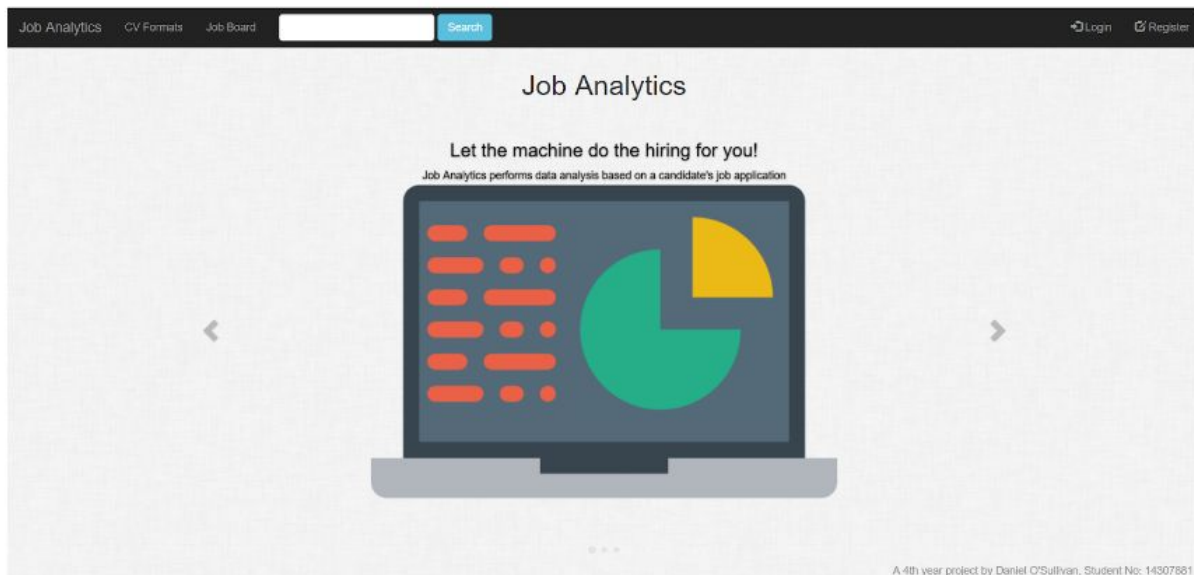 Job Analytics CV Formats Job Board Search Login Register
Job Analytics
Let the machine do the hiring for you!
Job Analytics performs data analysis based on a candidate's job application
A 4th year project by Daniel O'Sullivan, Student No: 14307881